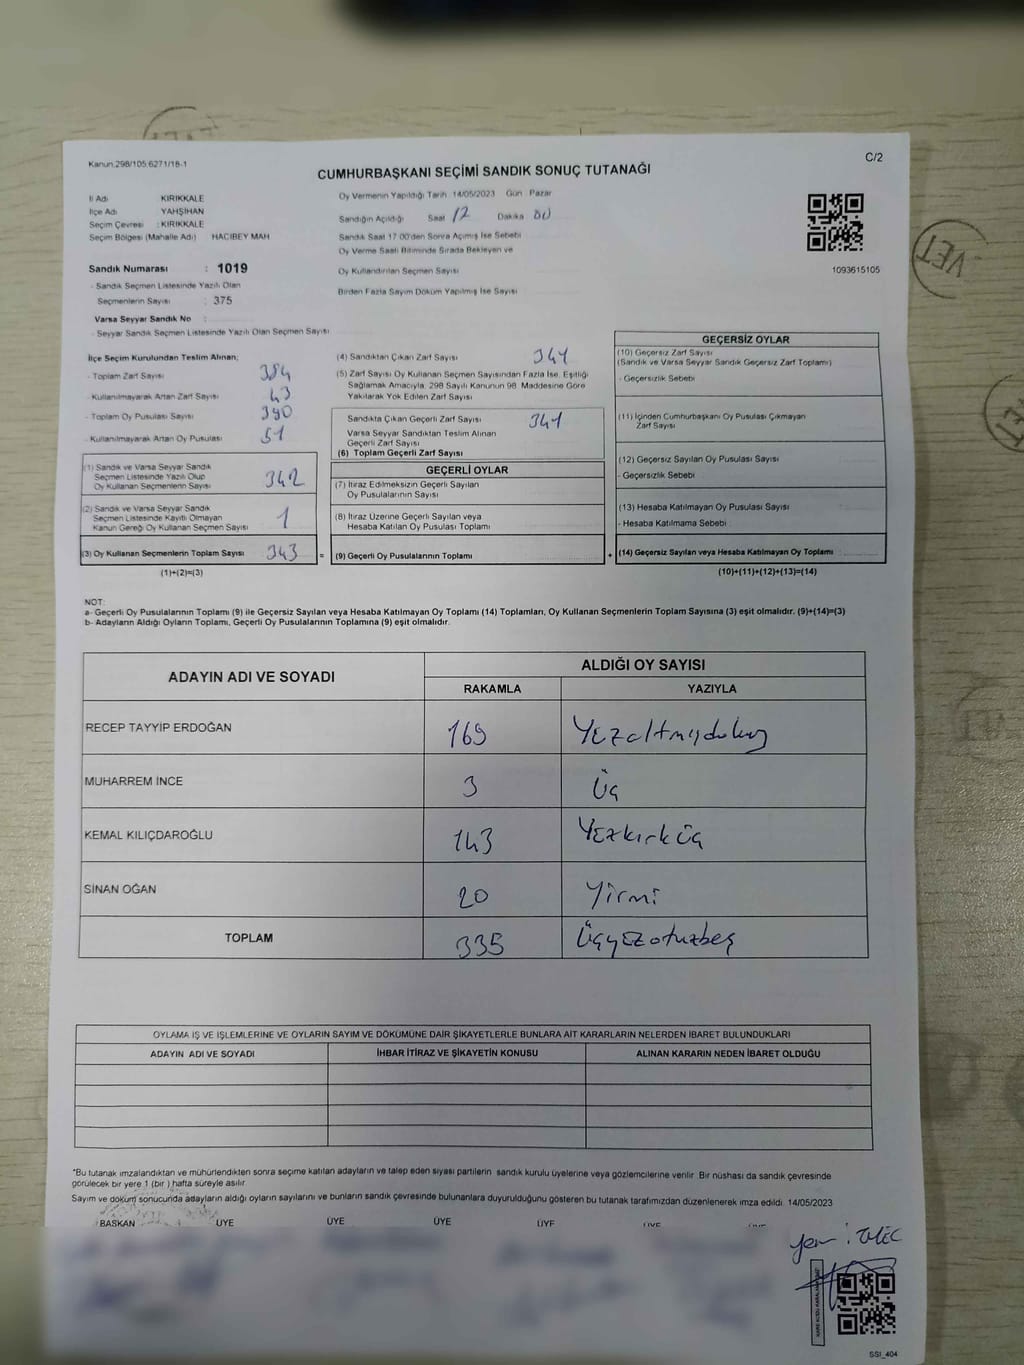 Kanun.298/105;6271/18-1
C/2
CUMHURBAŞKANI SEÇİMİ SANDIK SONUÇ TUTANAĞI
İl Adı KIRIKKALE
İlçe Adı YAHŞİHAN
Seçim Çevresi : KIRIKKALE
Seçim Bölgesi (Mahalle Adı) HACIBEY MAH
Oy Vermenin Yapıldığı Tarih 14/05/2023 Gün Pazar
Sandığın Açıldığı Saat 12 Dakika 00
Sandık Saat 17.00'den Sonra Açılmış İse Sebebi
Oy Verme Saati Bitiminde Sırada Bekleyen ve
Oy Kullandırılan Seçmen Sayısı
Birden Fazla Sayım Döküm Yapılmış İse Sayısı
1093615105
Sandık Numarası : 1019
- Sandık Seçmen Listesinde Yazılı Olan
Seçmenlerin Sayısı : 375
Varsa Seyyar Sandık No :
- Seyyar Sandık Seçmen Listesinde Yazılı Olan Seçmen Sayısı
İlçe Seçim Kurulundan Teslim Alınan;
- Toplam Zarf Sayısı 384
- Kullanılmayarak Artan Zarf Sayısı 43
- Toplam Oy Pusulası Sayısı 390
- Kullanılmayarak Artan Oy Pusulası 51
(1) Sandık ve Varsa Seyyar Sandık
Seçmen Listesinde Yazılı Olup
Oy Kullanan Seçmenlerin Sayısı 342
(2) Sandık ve Varsa Seyyar Sandık
Seçmen Listesinde Kayıtlı Olmayan
Kanun Gereği Oy Kullanan Seçmen Sayısı 1
(3) Oy Kullanan Seçmenlerin Toplam Sayısı 343 =
(1)+(2)=(3)
(4) Sandıktan Çıkan Zarf Sayısı 341
(5) Zarf Sayısı Oy Kullanan Seçmen Sayısından Fazla İse, Eşitliği
Sağlamak Amacıyla, 298 Sayılı Kanunun 98. Maddesine Göre
Yakılarak Yok Edilen Zarf Sayısı
Sandıkta Çıkan Geçerli Zarf Sayısı 341
Varsa Seyyar Sandıktan Teslim Alınan
Geçerli Zarf Sayısı
(6) Toplam Geçerli Zarf Sayısı
GEÇERLİ OYLAR
(7) İtiraz Edilmeksizin Geçerli Sayılan
Oy Pusulalarının Sayısı
(8) İtiraz Üzerine Geçerli Sayılan veya
Hesaba Katılan Oy Pusulası Toplamı
(9) Geçerli Oy Pusulalarının Toplamı +
GEÇERSİZ OYLAR
(10) Geçersiz Zarf Sayısı
(Sandık ve Varsa Seyyar Sandık Geçersiz Zarf Toplamı)
- Geçersizlik Sebebi
(11) İçinden Cumhurbaşkanı Oy Pusulası Çıkmayan
Zarf Sayısı
(12) Geçersiz Sayılan Oy Pusulası Sayısı
- Geçersizlik Sebebi
(13) Hesaba Katılmayan Oy Pusulası Sayısı
- Hesaba Katılmama Sebebi
(14) Geçersiz Sayılan veya Hesaba Katılmayan Oy Toplamı
(10)+(11)+(12)+(13)=(14)
NOT:
a- Geçerli Oy Pusulalarının Toplamı (9) ile Geçersiz Sayılan veya Hesaba Katılmayan Oy Toplamı (14) Toplamları, Oy Kullanan Seçmenlerin Toplam Sayısına (3) eşit olmalıdır. (9)+(14)=(3)
b- Adayların Aldığı Oyların Toplamı, Geçerli Oy Pusulalarının Toplamına (9) eşit olmalıdır.
ADAYIN ADI VE SOYADI ALDIĞI OY SAYISI
RAKAMLA YAZIYLA
RECEP TAYYİP ERDOĞAN 169 Yüzaltmışdokuz
MUHARREM İNCE 3 Üç
KEMAL KILIÇDAROĞLU 143 Yüzkırküç
SİNAN OĞAN 20 Yirmi
TOPLAM 335 Üçyüzotuzbeş
OYLAMA İŞ VE İŞLEMLERİNE VE OYLARIN SAYIM VE DÖKÜMÜNE DAİR ŞİKAYETLERLE BUNLARA AİT KARARLARIN NELERDEN İBARET BULUNDUKLARI
ADAYIN ADI VE SOYADI İHBAR İTİRAZ VE ŞİKAYETİN KONUSU ALINAN KARARIN NEDEN İBARET OLDUĞU
*Bu tutanak imzalandıktan ve mühürlendikten sonra seçime katılan adayların ve talep eden siyasi partilerin sandık kurulu üyelerine veya gözlemcilerine verilir. Bir nüshası da sandık çevresinde
görülecek bir yere 1 (bir) hafta süreyle asılır.
Sayım ve döküm sonucunda adayların aldığı oyların sayılarını ve bunların sandık çevresinde bulunanlara duyurulduğunu gösteren bu tutanak tarafımızdan düzenlenerek imza edildi. 14/05/2023
BAŞKAN ÜYE ÜYE ÜYE ÜYE ÜYE
SSI_404
EVET